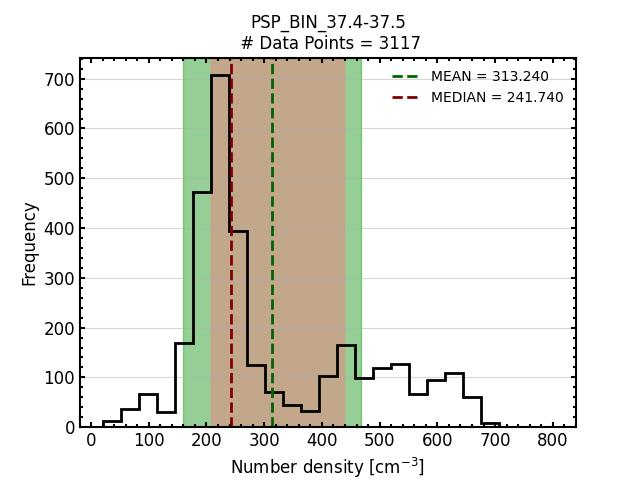 PSP_BIN_37.4-37.5
# Data Points = 3117
MEAN = 313.240
MEDIAN = 241.740
Frequency
700
600
500
400
300
200
100
0
0 100 200 300 400 500 600 700 800
Number density [cm⁻³]